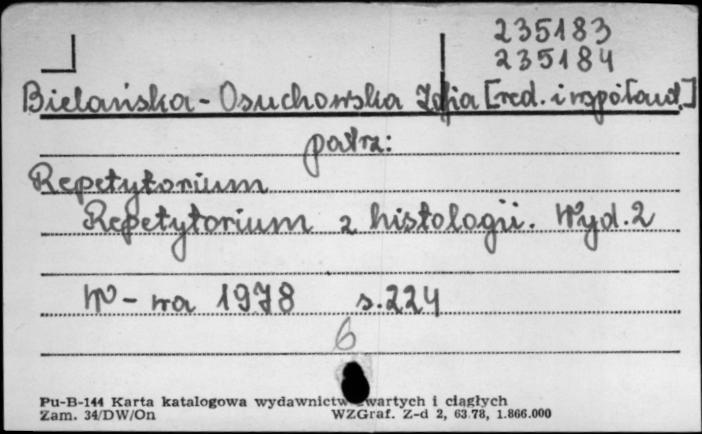 235183
235184
Bielańska-Osuchowska Zofia [red. i współaut.]
patrz:
Repetytorium
Repetytorium z histologii. Wyd. 2
W-wa 1978 s. 224
6
Pu-B-144 Karta katalogowa wydawnictw zwartych i ciągłych
Zam. 34/DW/On WZGraf. Z-d 2, 63.78, 1.866.000